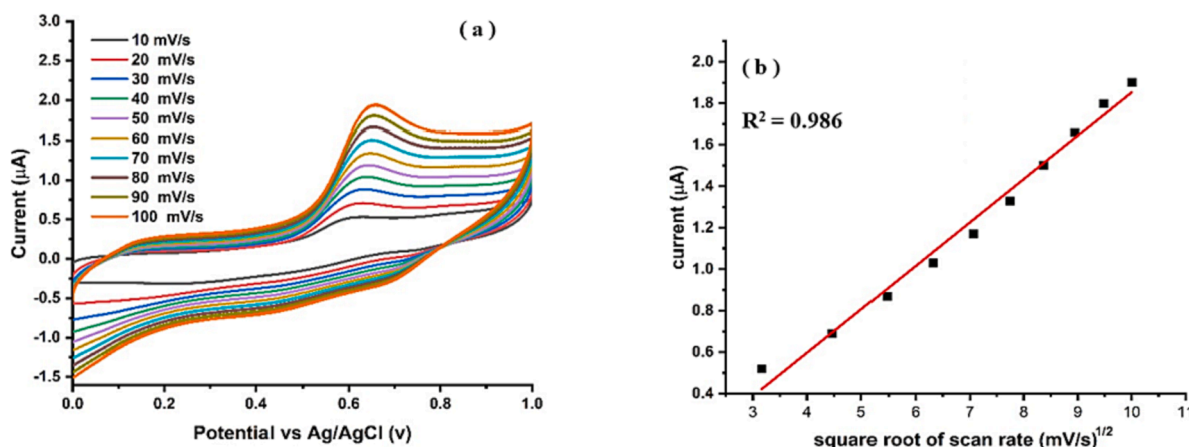 ( a )
3.0
2.5
2.0
1.5
1.0
0.5
0.0
-0.5
-1.0
-1.5
Current (μA)
10 mV/s
20 mV/s
30 mV/s
40 mV/s
50 mV/s
60 mV/s
70 mV/s
80 mV/s
90 mV/s
100 mV/s
0.0 0.2 0.4 0.6 0.8 1.0
Potential vs Ag/AgCl (v)
( b )
R² = 0.986
2.0
1.8
1.6
1.4
1.2
1.0
0.8
0.6
0.4
current (μA)
3 4 5 6 7 8 9 10 11
square root of scan rate (mV/s)^1/2